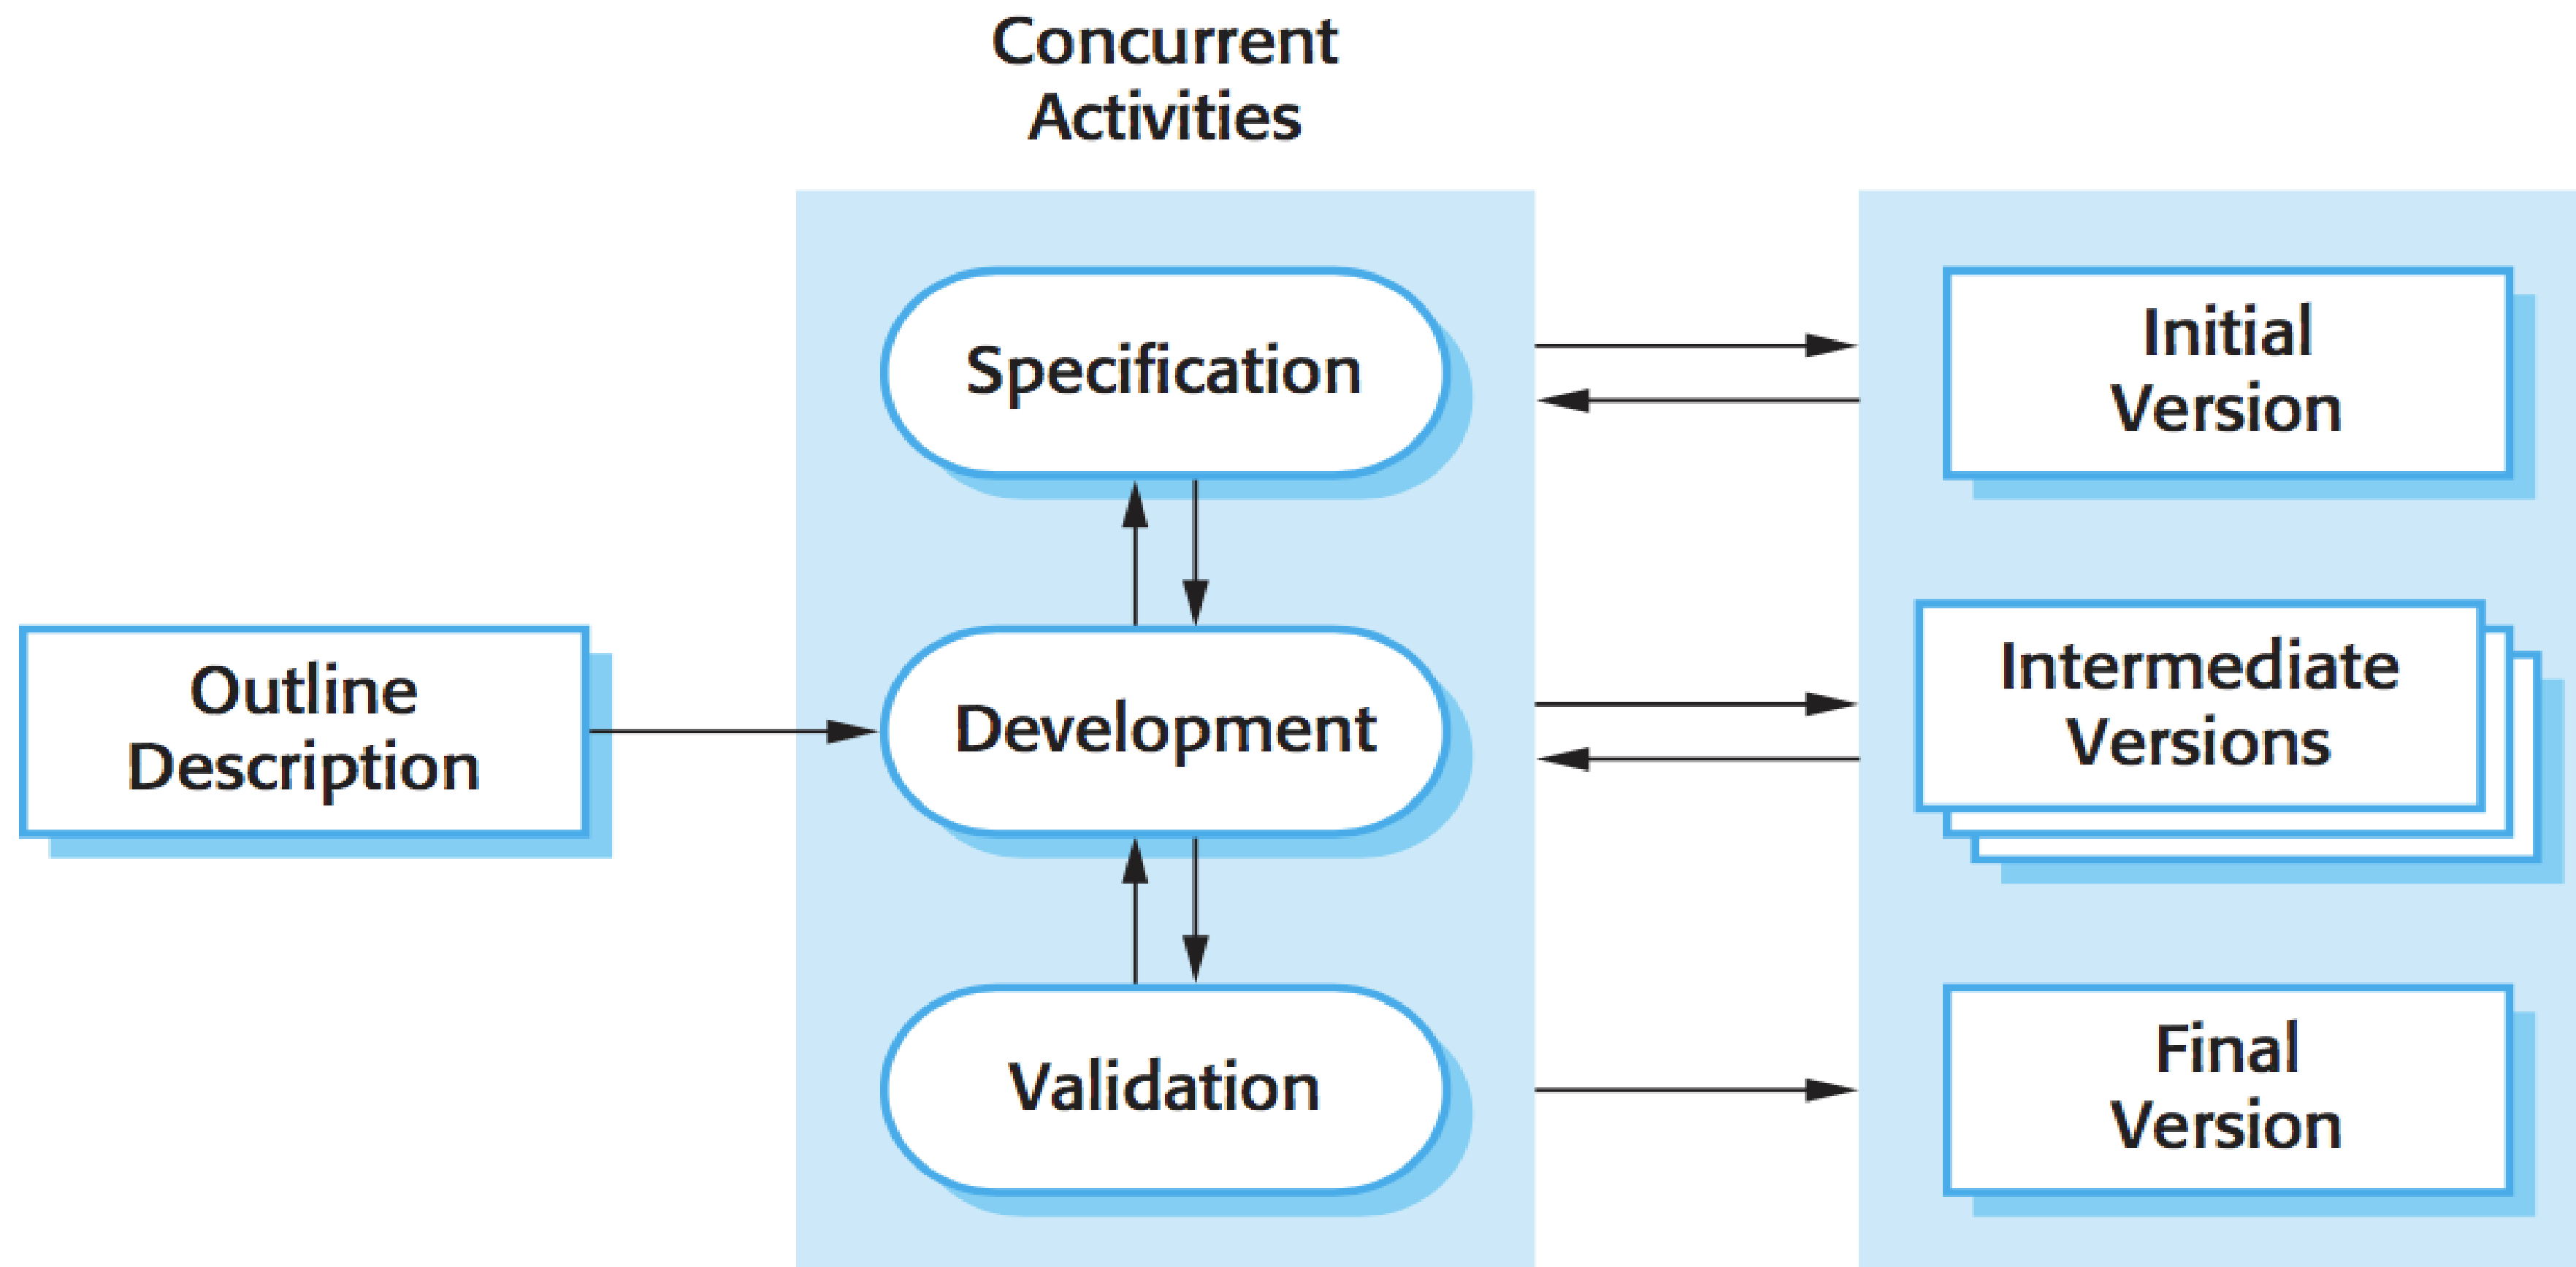 Concurrent
Activities
Outline
Description
Specification
Development
Validation
Initial
Version
Intermediate
Versions
Final
Version